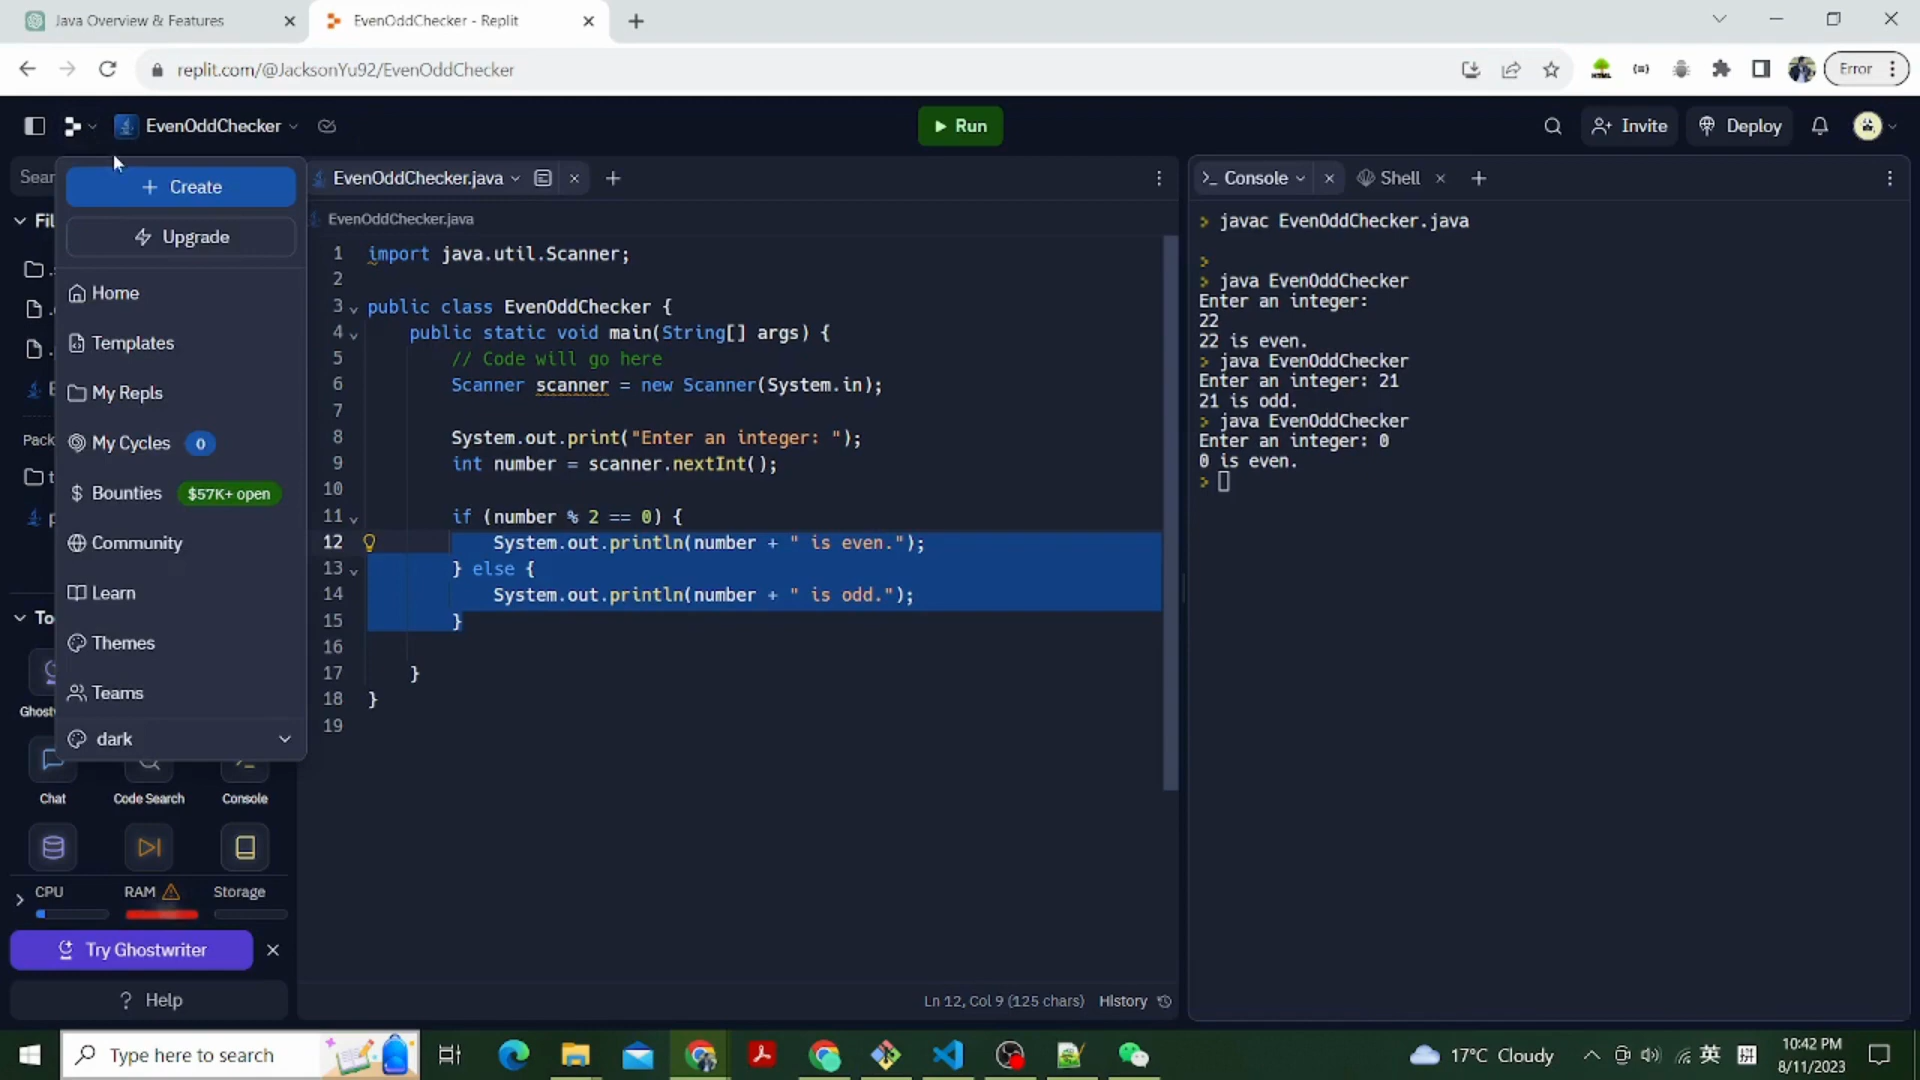 Java Overview & Features
EvenOddChecker - Replit
replit.com/@JacksonYu92/EvenOddChecker
Error
EvenOddChecker
Run
Invite
Deploy
Create
Upgrade
Home
Templates
My Repls
My Cycles 0
Bounties $57K+ open
Community
Learn
Themes
Teams
dark
Chat
Code Search
Console
CPU
RAM
Storage
Try Ghostwriter
Help
EvenOddChecker.java
EvenOddChecker.java
1 import java.util.Scanner;
2
3 public class EvenOddChecker {
4 public static void main(String[] args) {
5 // Code will go here
6 Scanner scanner = new Scanner(System.in);
7
8 System.out.print("Enter an integer: ");
9 int number = scanner.nextInt();
10
11 if (number % 2 == 0) {
12 System.out.println(number + " is even.");
13 } else {
14 System.out.println(number + " is odd.");
15 }
16
17 }
18 }
19
Ln 12, Col 9 (125 chars) History
Console
Shell
> javac EvenOddChecker.java
>
> java EvenOddChecker
Enter an integer:
22
22 is even.
> java EvenOddChecker
Enter an integer: 21
21 is odd.
> java EvenOddChecker
Enter an integer: 0
0 is even.
>
Type here to search
17°C Cloudy
英
拼
10:42 PM
8/11/2023